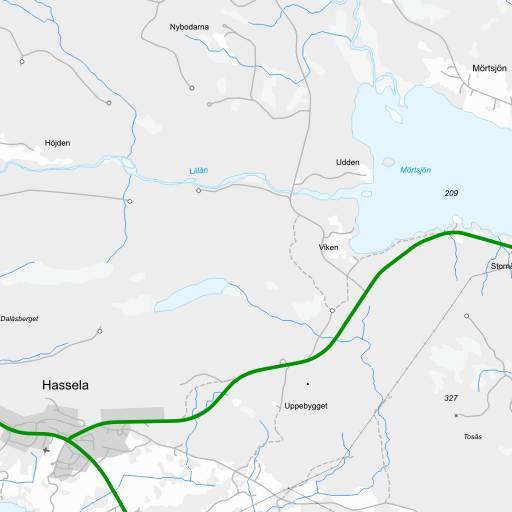 Nybodarna
Mörtsjön
Höjden
Udden
Lillån
Mörtsjön
209
Viken
Dalåsberget
Hassela
Uppebygget
327
Tosås